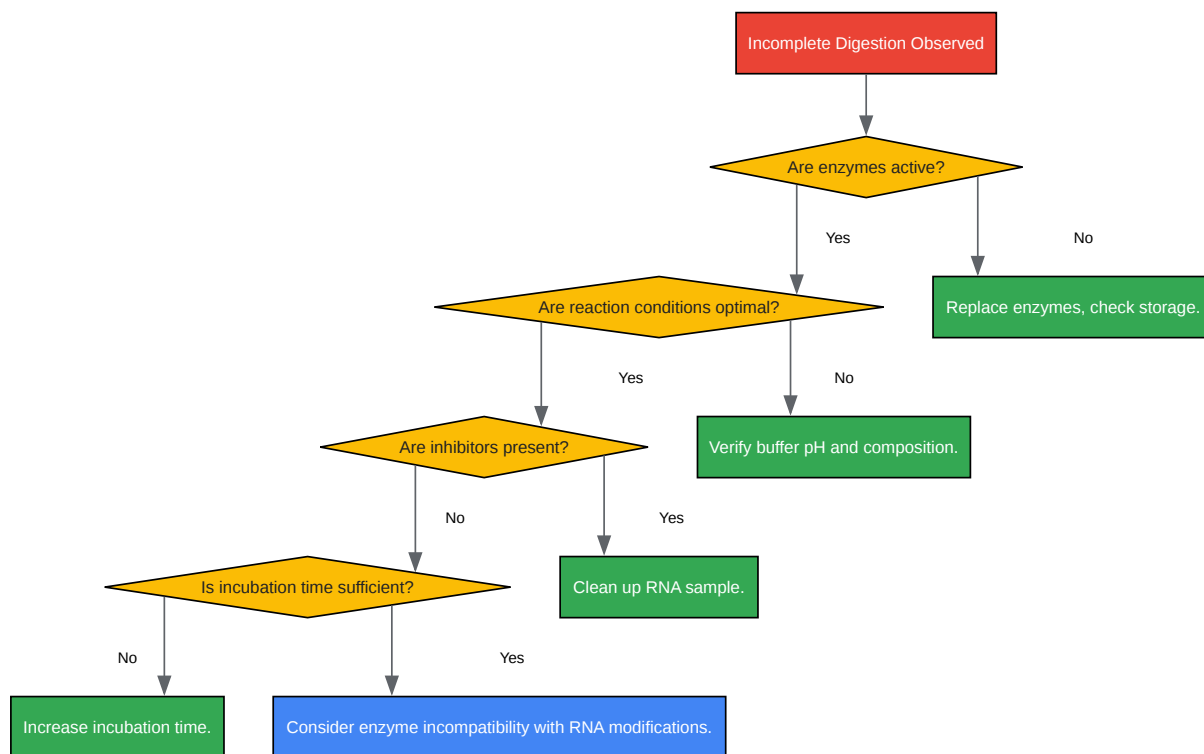 Incomplete Digestion Observed
Are enzymes active?
Yes
No
Are reaction conditions optimal?
Replace enzymes, check storage.
Yes
No
Are inhibitors present?
Verify buffer pH and composition.
No
Yes
Is incubation time sufficient?
Clean up RNA sample.
No
Yes
Increase incubation time.
Consider enzyme incompatibility with RNA modifications.